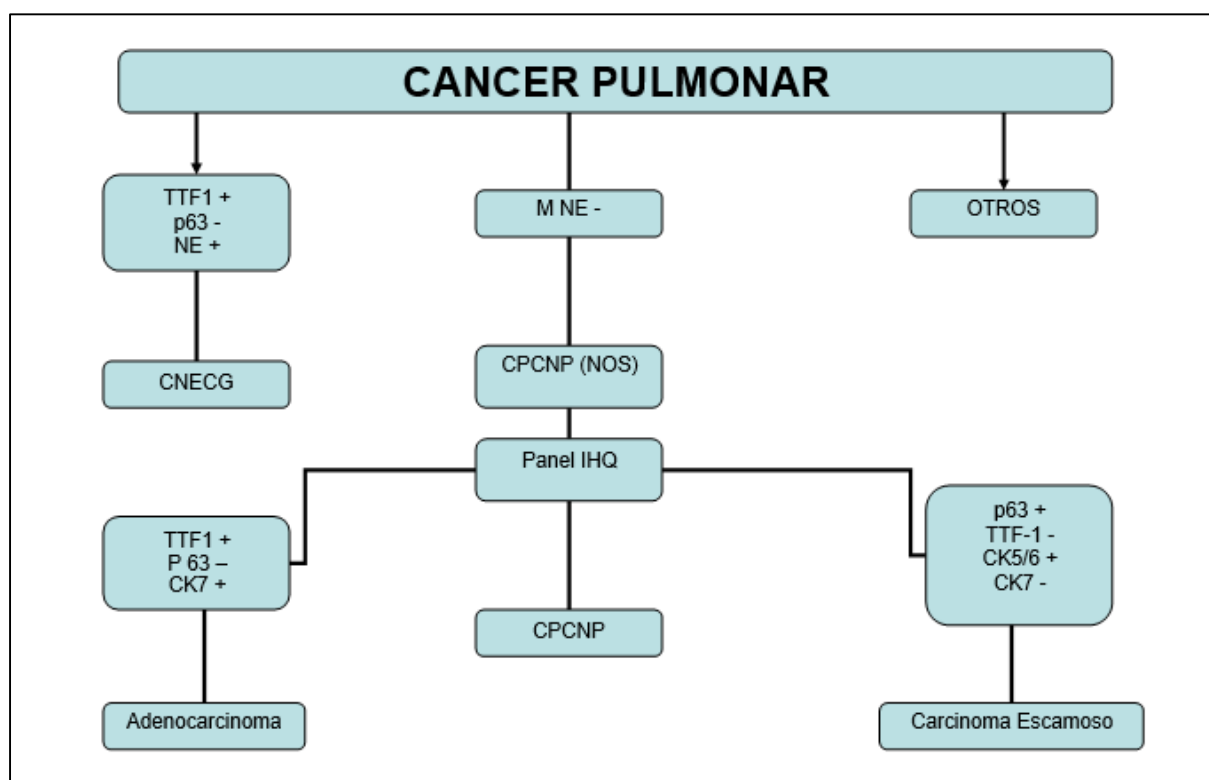 CANCER PULMONAR
TTF1 +
p63 -
NE +
M NE -
OTROS
CNECG
CPCNP (NOS)
Panel IHQ
TTF1 +
P 63 –
CK7 +
p63 +
TTF-1 -
CK5/6 +
CK7 -
CPCNP
Adenocarcinoma
Carcinoma Escamoso